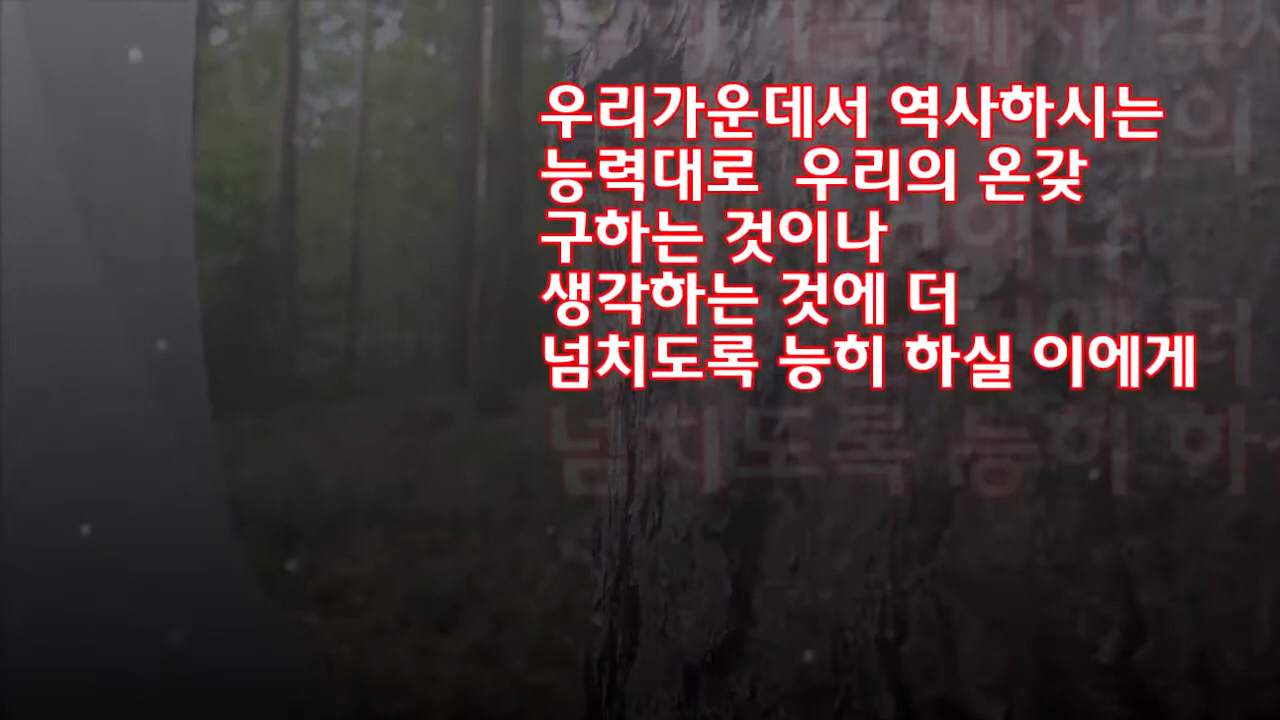 우리가운데서 역사하시는
능력대로  우리의 온갖
구하는 것이나
생각하는 것에 더
넘치도록 능히 하실 이에게